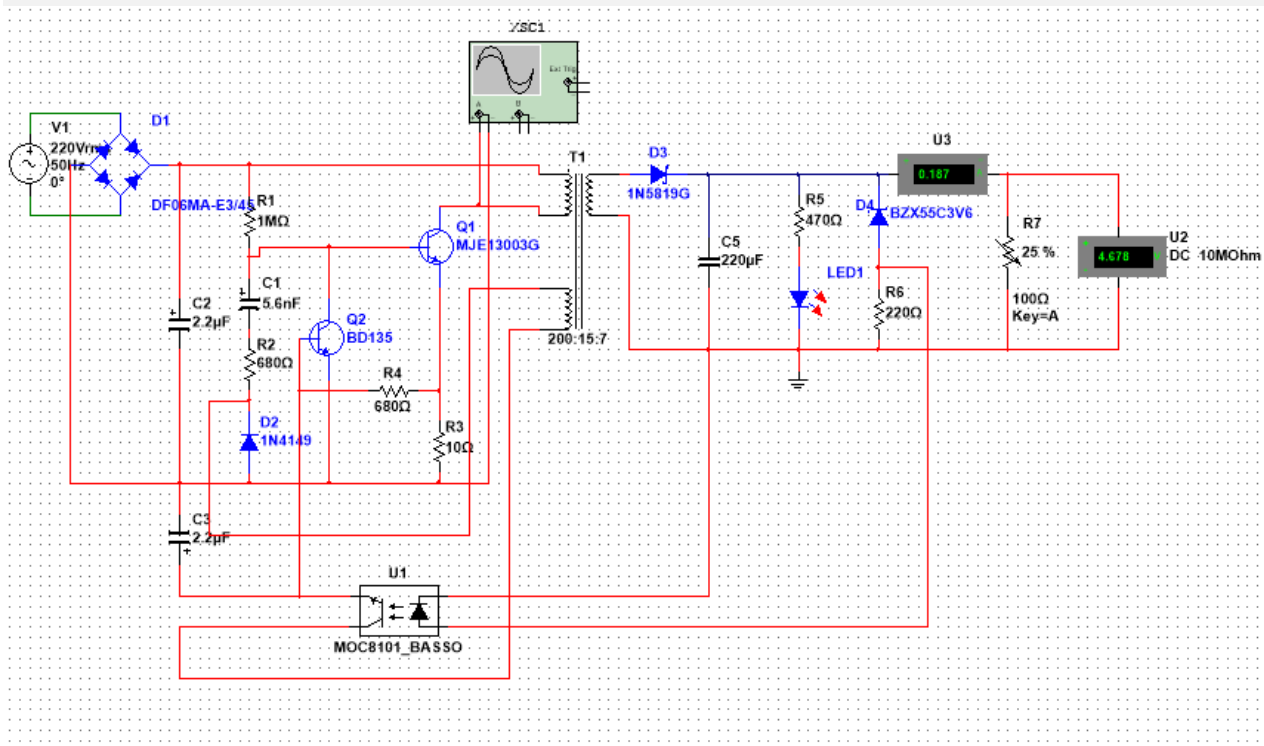 XSC1
Ext Trig
A
B
V1
220Vrm
50Hz
0°
D1
DF06MA-E3/45
R1
1MΩ
C1
5.6nF
C2
2.2µF
R2
680Ω
D2
1N4149
Q1
MJE13003G
Q2
BD135
R4
680Ω
R3
10Ω
C3
2.2µF
T1
200:15:7
D3
1N5819G
C5
220µF
R5
470Ω
LED1
D4
BZX55C3V6
R6
220Ω
U3
0.187
R7
25 %
100Ω
Key=A
U2
4.678
DC 10MOhm
U1
MOC8101_BASSO